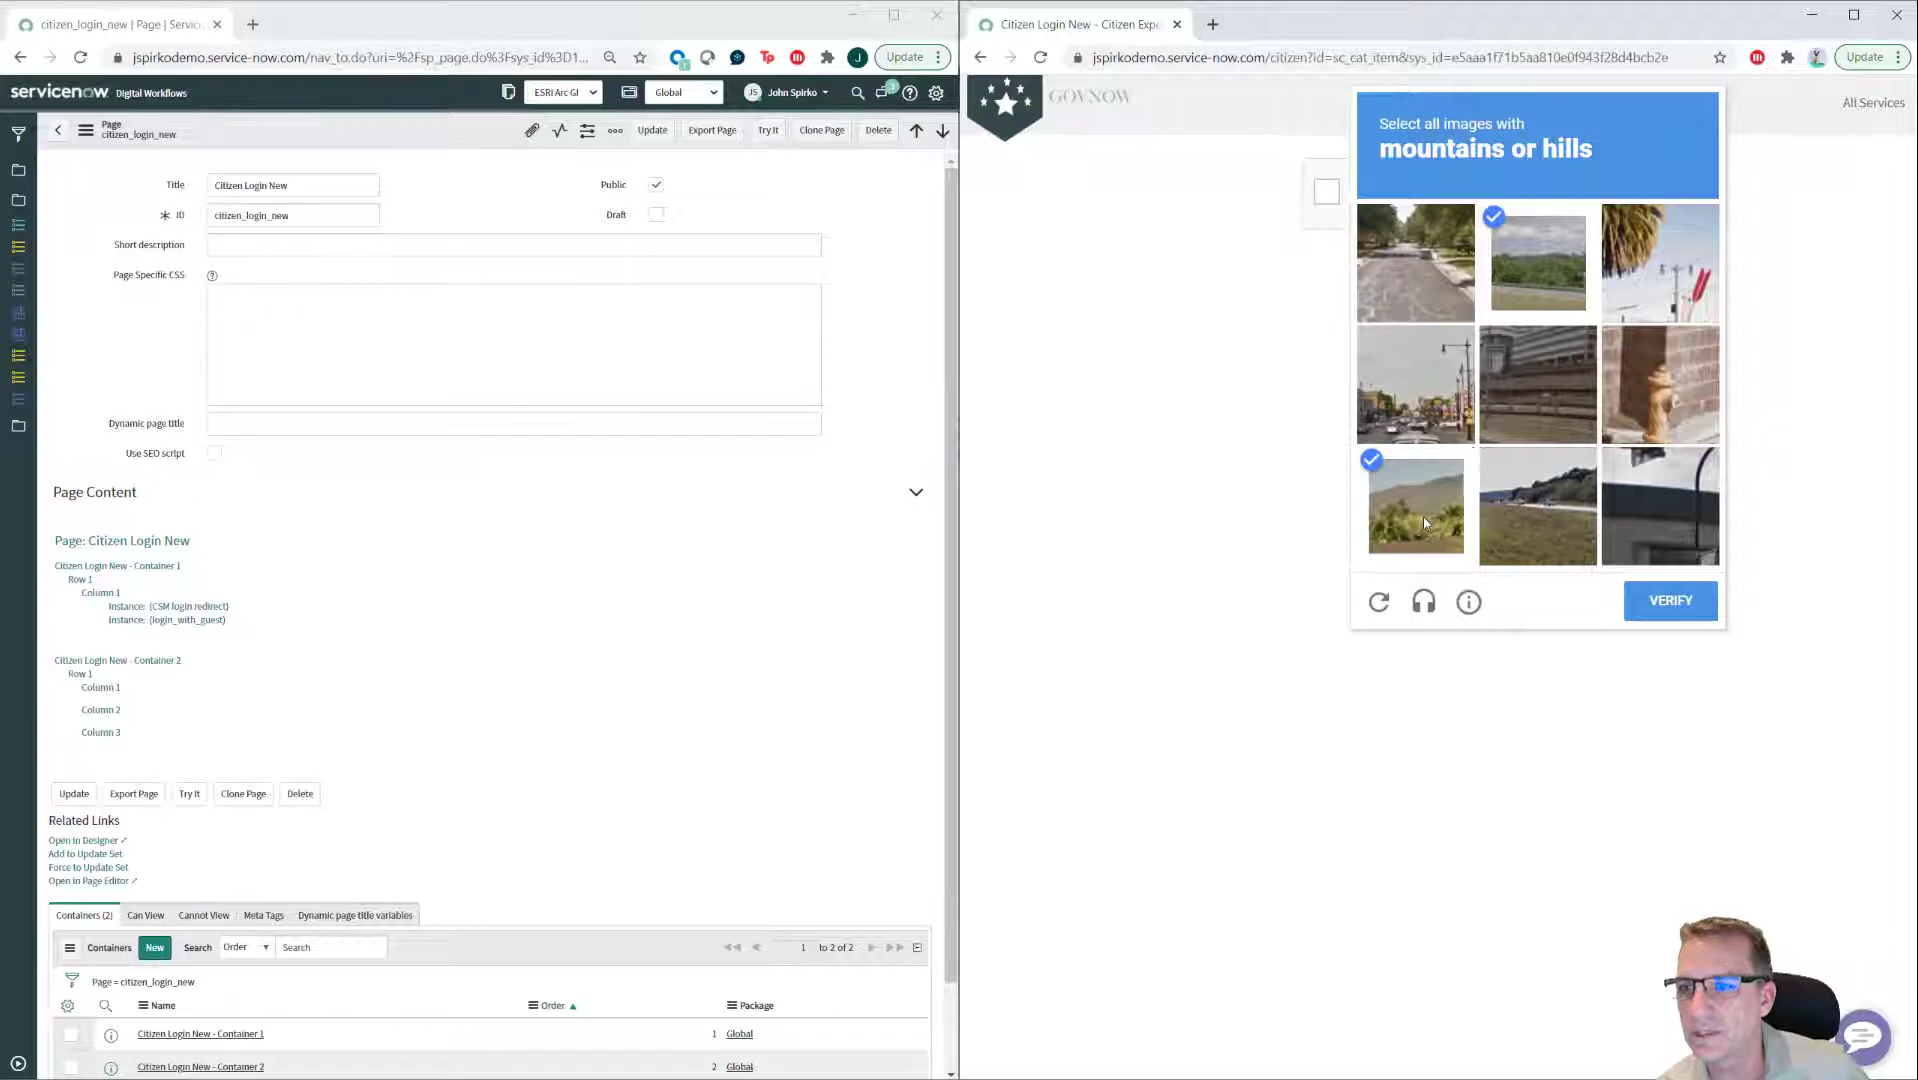 citizen_login_new | Page | Servic
jspirkodemo.service-now.com/nav_to.do?uri=%2Fsp_page.do%3Fsys_id%3D1...
Tp
J
Update
servicenow
Digital Workflows
ESRI Arc GI
Global
JS
John Spirko
3
Page
citizen_login_new
Update
Export Page
Try It
Clone Page
Delete
Title
Citizen Login New
Public
ID
citizen_login_new
Draft
Short description
Page Specific CSS
Dynamic page title
Use SEO script
Page Content
Page: Citizen Login New
Citizen Login New - Container 1
Row 1
Column 1
Instance: (CSM login redirect)
Instance: (login_with_guest)
Citizen Login New - Container 2
Row 1
Column 1
Column 2
Column 3
Update
Export Page
Try It
Clone Page
Delete
Related Links
Open in Designer
Add to Update Set
Force to Update Set
Open in Page Editor
Containers (2)
Can View
Cannot View
Meta Tags
Dynamic page title variables
Containers
New
Search
Order
Search
1
to 2 of 2
Page = citizen_login_new
Name
Order
Package
Citizen Login New - Container 1
1
Global
Citizen Login New - Container 2
2
Global
Citizen Login New - Citizen Expe
jspirkodemo.service-now.com/citizen?id=sc_cat_item&sys_id=e5aaa1f71b5aa810e0f943f28d4bcb2e
Update
GOVNOW
All Services
Select all images with
mountains or hills
VERIFY